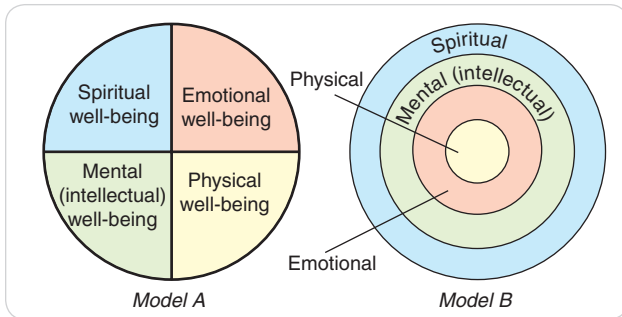 Spiritual
well-being
Emotional
well-being
Mental
(intellectual)
well-being
Physical
well-being
Model A
Spiritual
Mental (intellectual)
Physical
Emotional
Model B